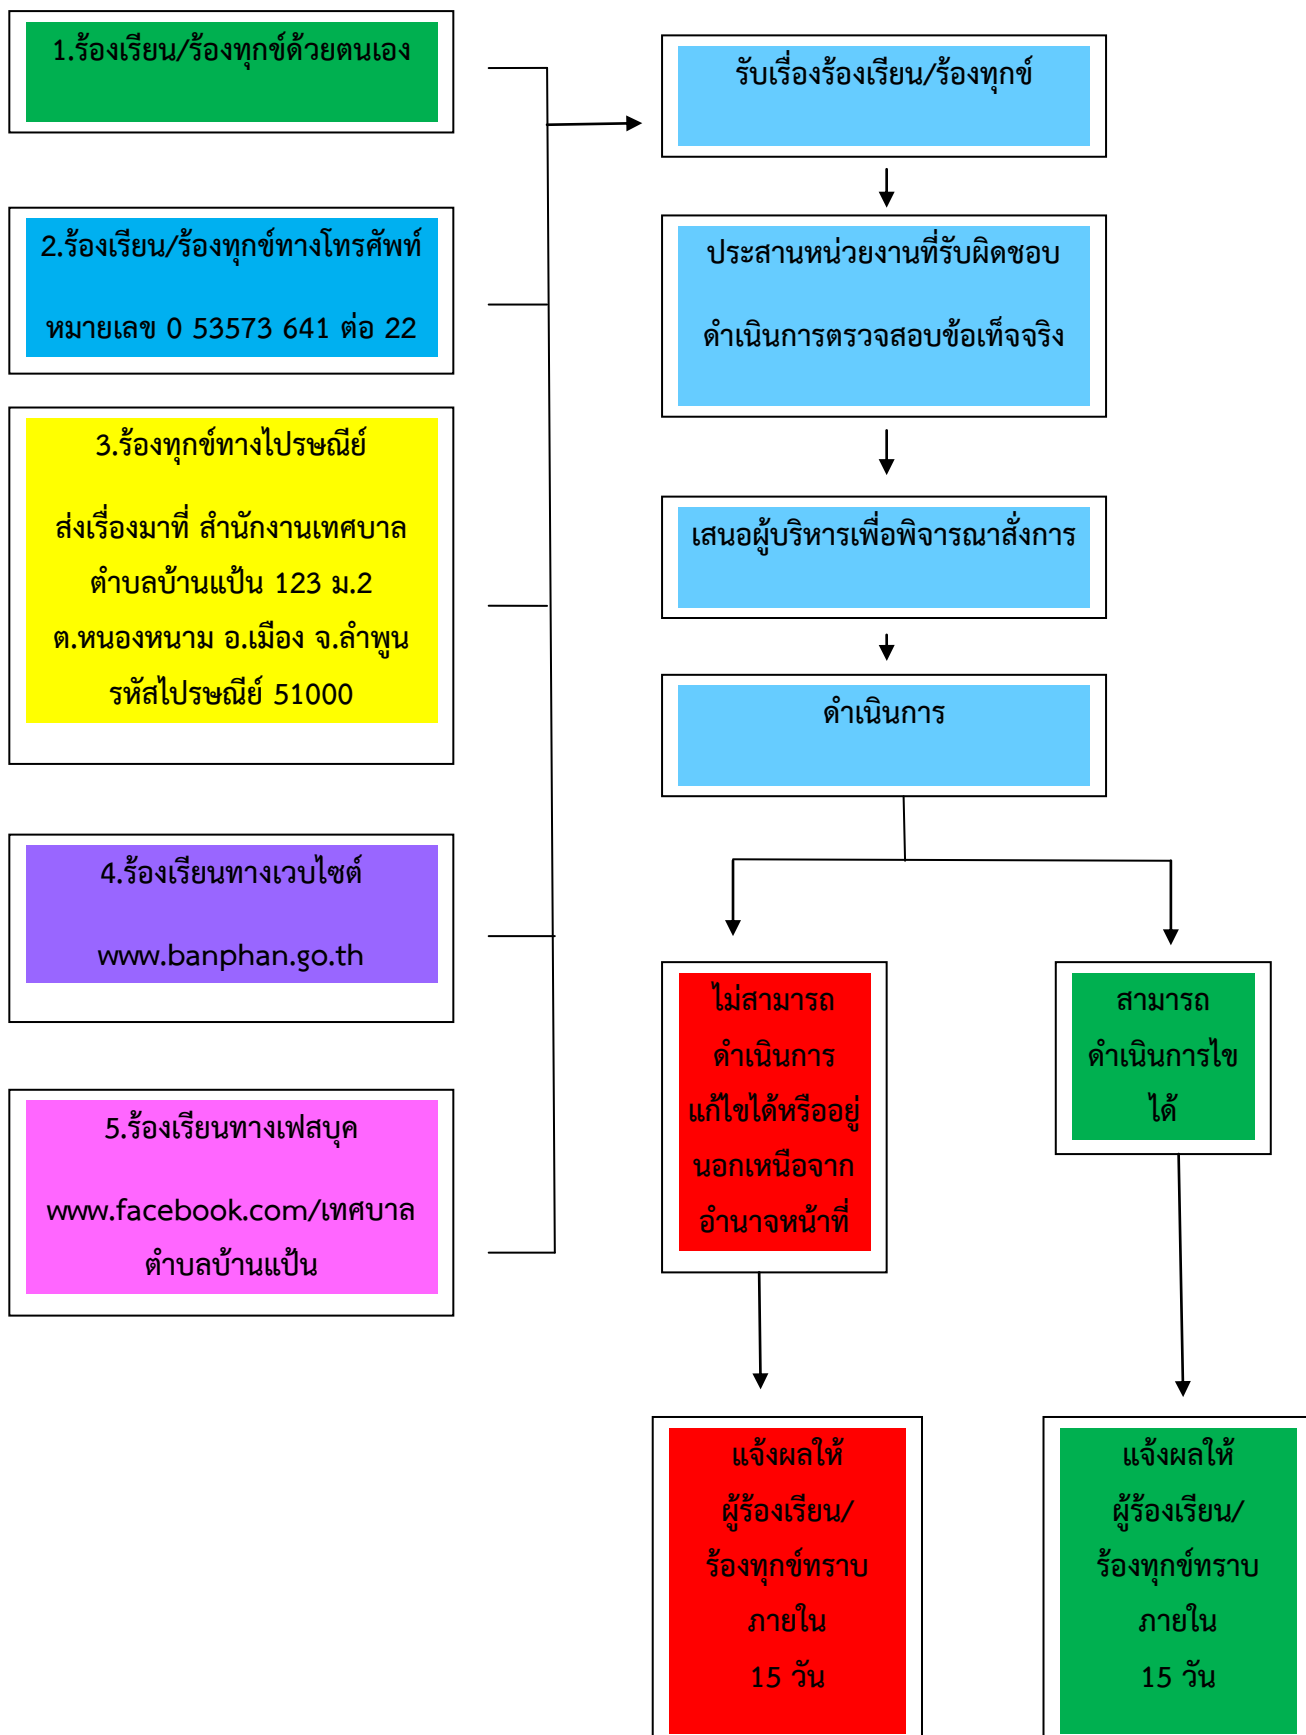 1.ร้องเรียน/ร้องทุกข์ด้วยตนเอง
2.ร้องเรียน/ร้องทุกข์ทางโทรศัพท์
หมายเลข 0 53573 641 ต่อ 22
3.ร้องทุกข์ทางไปรษณีย์
ส่งเรื่องมาที่ สำนักงานเทศบาล
ตำบลบ้านแป้น 123 ม.2
ต.หนองหนาม อ.เมือง จ.ลำพูน
รหัสไปรษณีย์ 51000
4.ร้องเรียนทางเวบไซต์
www.banphan.go.th
5.ร้องเรียนทางเฟสบุค
www.facebook.com/เทศบาล
ตำบลบ้านแป้น
รับเรื่องร้องเรียน/ร้องทุกข์
ประสานหน่วยงานที่รับผิดชอบ
ดำเนินการตรวจสอบข้อเท็จจริง
เสนอผู้บริหารเพื่อพิจารณาสั่งการ
ดำเนินการ
ไม่สามารถ
ดำเนินการ
แก้ไขได้หรืออยู่
นอกเหนือจาก
อำนาจหน้าที่
สามารถ
ดำเนินการไข
ได้
แจ้งผลให้
ผู้ร้องเรียน/
ร้องทุกข์ทราบ
ภายใน
15 วัน
แจ้งผลให้
ผู้ร้องเรียน/
ร้องทุกข์ทราบ
ภายใน
15 วัน